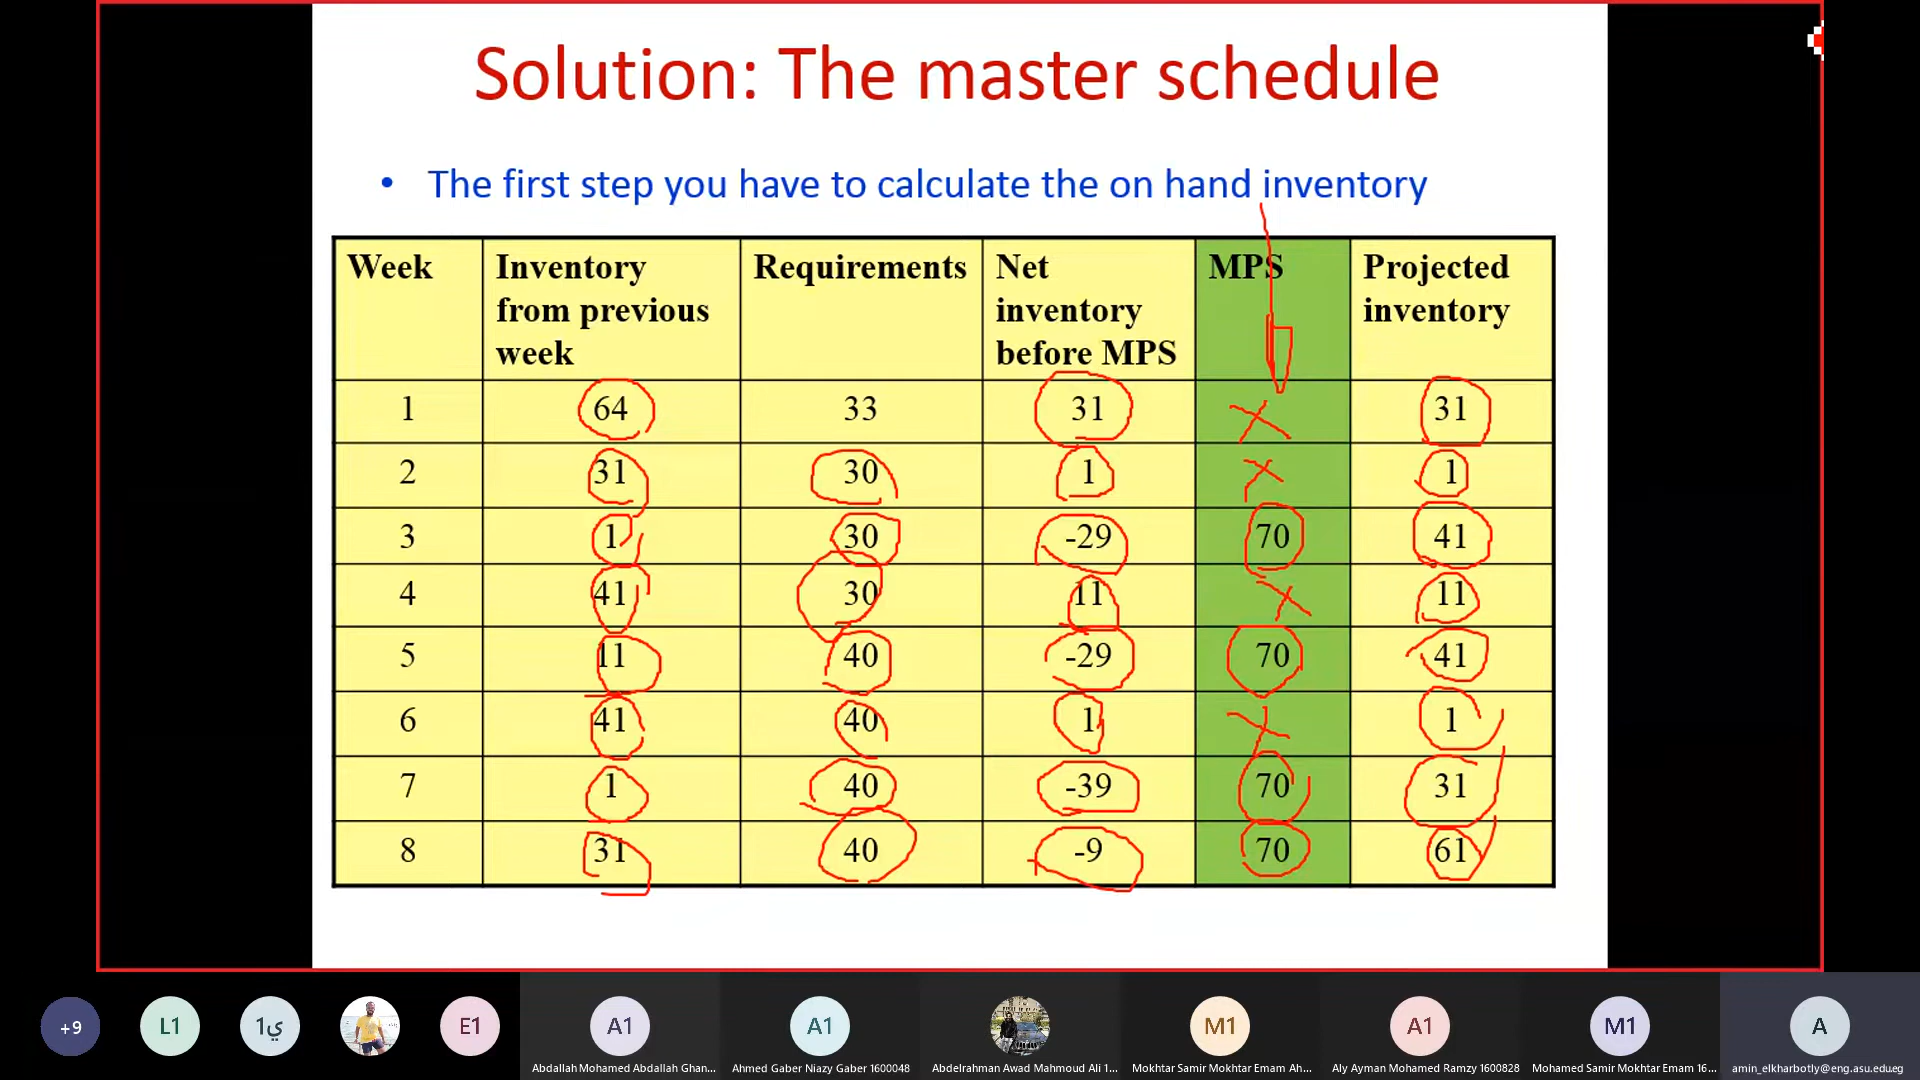 Solution: The master schedule
• The first step you have to calculate the on hand inventory
Week Inventory from previous week Requirements Net inventory before MPS MPS Projected inventory
1 64 33 31 31
2 31 30 1 1
3 1 30 -29 70 41
4 41 30 11 11
5 11 40 -29 70 41
6 41 40 1 1
7 1 40 -39 70 31
8 31 40 -9 70 61
+9 L1 ي1 E1 A1 A1 M1 A1 M1 A
Abdallah Mohamed Abdallah Ghan... Ahmed Gaber Niazy Gaber 1600048 Abdelrahman Awad Mahmoud Ali 1... Mokhtar Samir Mokhtar Emam Ah... Aly Ayman Mohamed Ramzy 1600828 Mohamed Samir Mokhtar Emam 16... amin_elkharbotly@eng.asu.edu.eg